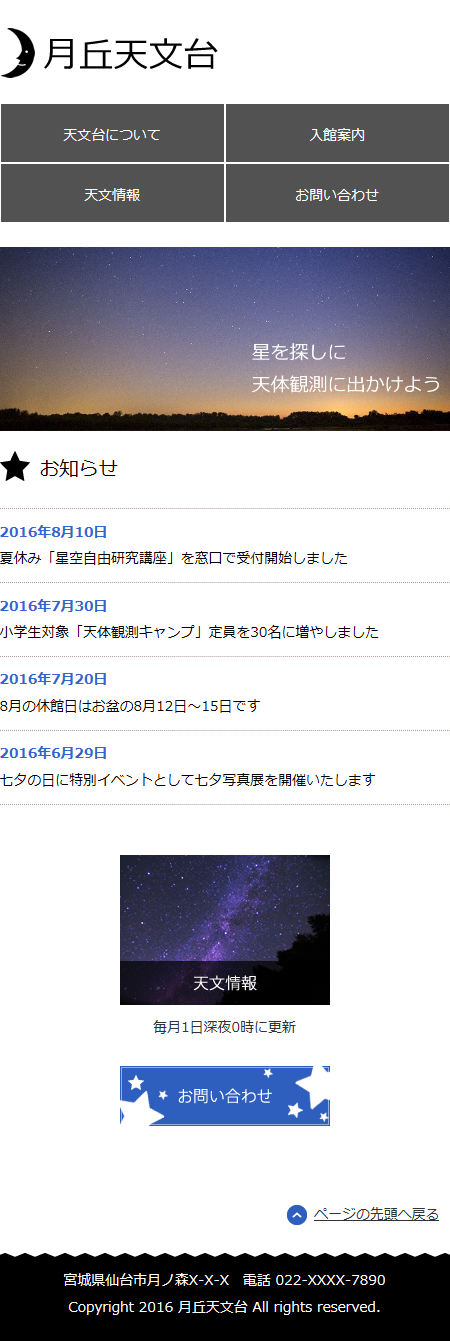 月丘天文台
天文台について
入館案内
天文情報
お問い合わせ
星を探しに
天体観測に出かけよう
お知らせ
2016年8月10日
夏休み「星空自由研究講座」を窓口で受付開始しました
2016年7月30日
小学生対象「天体観測キャンプ」定員を30名に増やしました
2016年7月20日
8月の休館日はお盆の8月12日～15日です
2016年6月29日
七夕の日に特別イベントとして七夕写真展を開催いたします
天文情報
毎月1日深夜0時に更新
お問い合わせ
ページの先頭へ戻る
宮城県仙台市月ノ森X-X-X　電話 022-XXXX-7890
Copyright 2016 月丘天文台 All rights reserved.